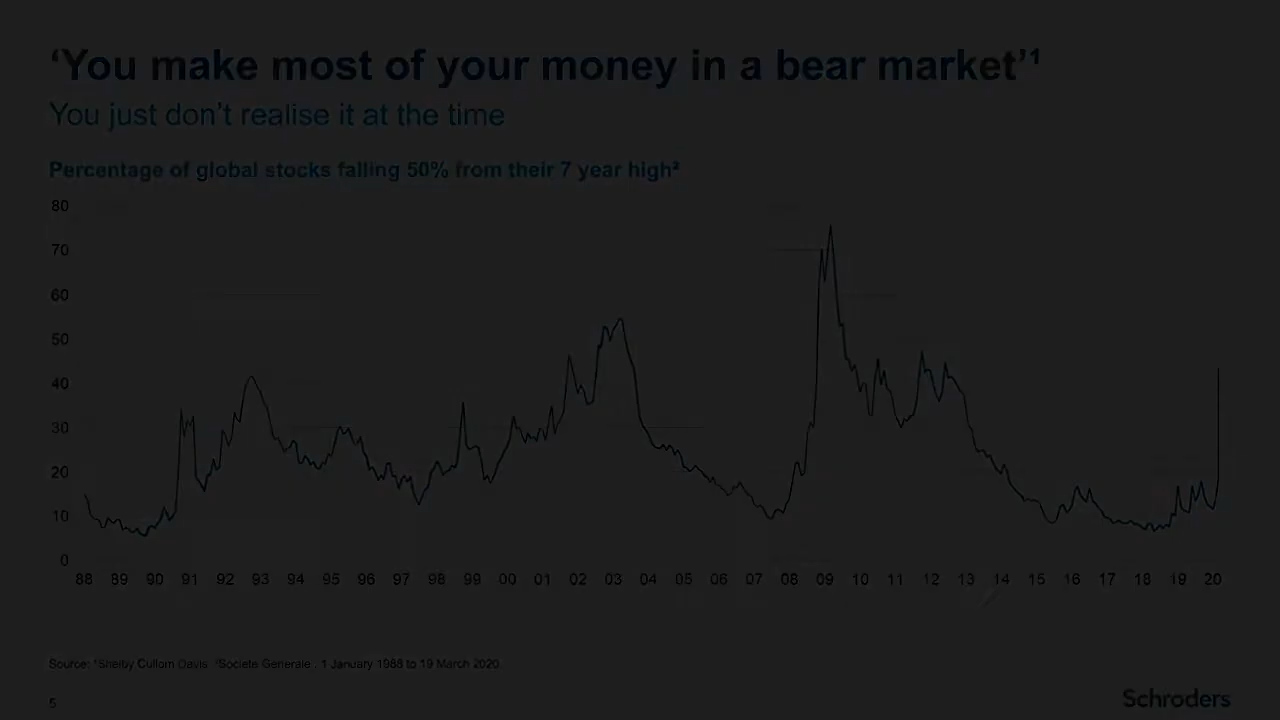 ‘You make most of your money in a bear market’¹
You just don’t realise it at the time
Percentage of global stocks falling 50% from their 7 year high²
80
70
60
50
40
30
20
10
0
88 89 90 91 92 93 94 95 96 97 98 99 00 01 02 03 04 05 06 07 08 09 10 11 12 13 14 15 16 17 18 19 20
Source: ¹Shelby Cullom Davis. ²Societe Generale . 1 January 1988 to 19 March 2020
5
Schroders